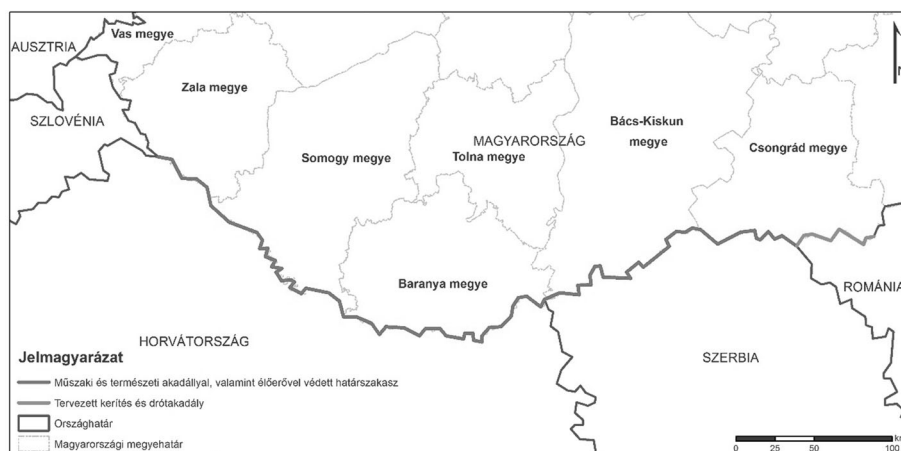 Vas megye
AUSZTRIA
Zala megye
SZLOVÉNIA
Bács-Kiskun
megye
MAGYARORSZÁG
Csongrád megye
Somogy megye
Tolna megye
Baranya megye
ROMÁNIA
HORVÁTORSZÁG
SZERBIA
Jelmagyarázat
Műszaki és természeti akadállyal, valamint élőerővel védett határszakasz
Tervezett kerítés és drótakadály
Országhatár
Magyarországi megyehatár
km
0 25 50 100